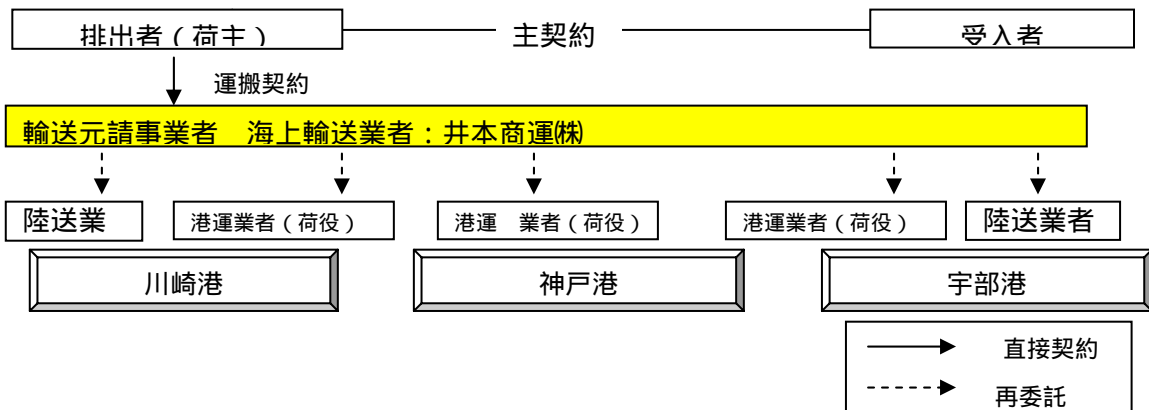 排出者（荷主） 主契約 受入者
運搬契約
輸送元請事業者　海上輸送業者：井本商運㈱
陸送業 港運業者（荷役） 港運　業者（荷役） 港運業者（荷役） 陸送業者
川崎港 神戸港 宇部港
直接契約
再委託